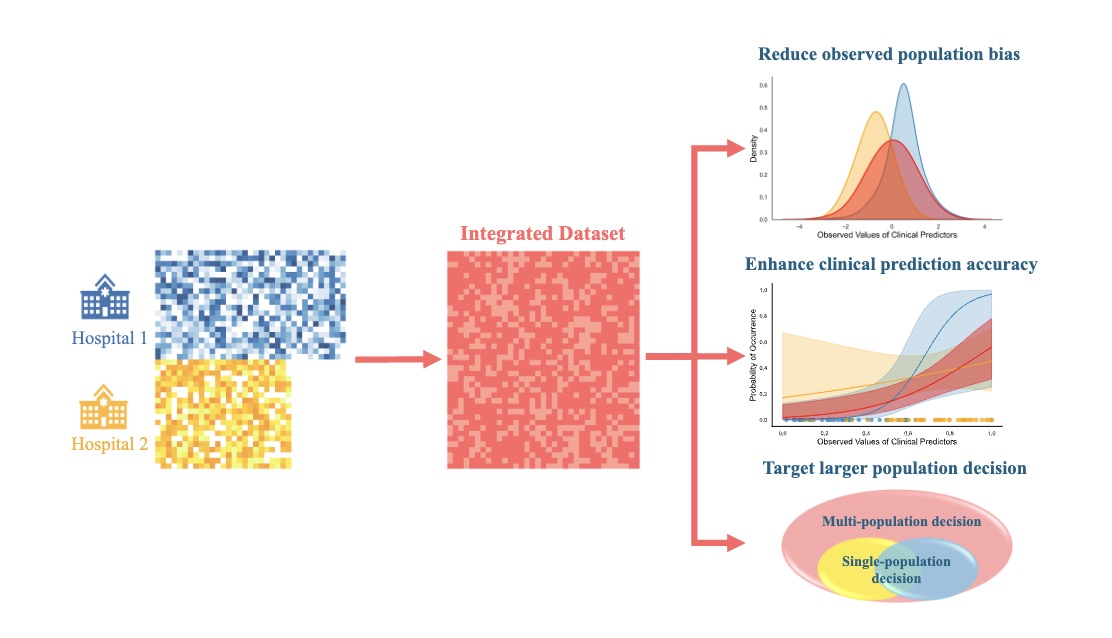 Reduce observed population bias
0.6
0.5
0.4
0.3
0.2
0.1
0.0
Density
−4
−2
0
2
4
Observed Values of Clinical Predictors
Integrated Dataset
Hospital 1
Hospital 2
Enhance clinical prediction accuracy
1,0
0,8
0,6
0,4
0,2
0,0
Probability of Occurrence
0,0
0,2
0,4
0,6
0,8
1,0
Observed Values of Clinical Predictors
Target larger population decision
Multi-population decision
Single-population
decision